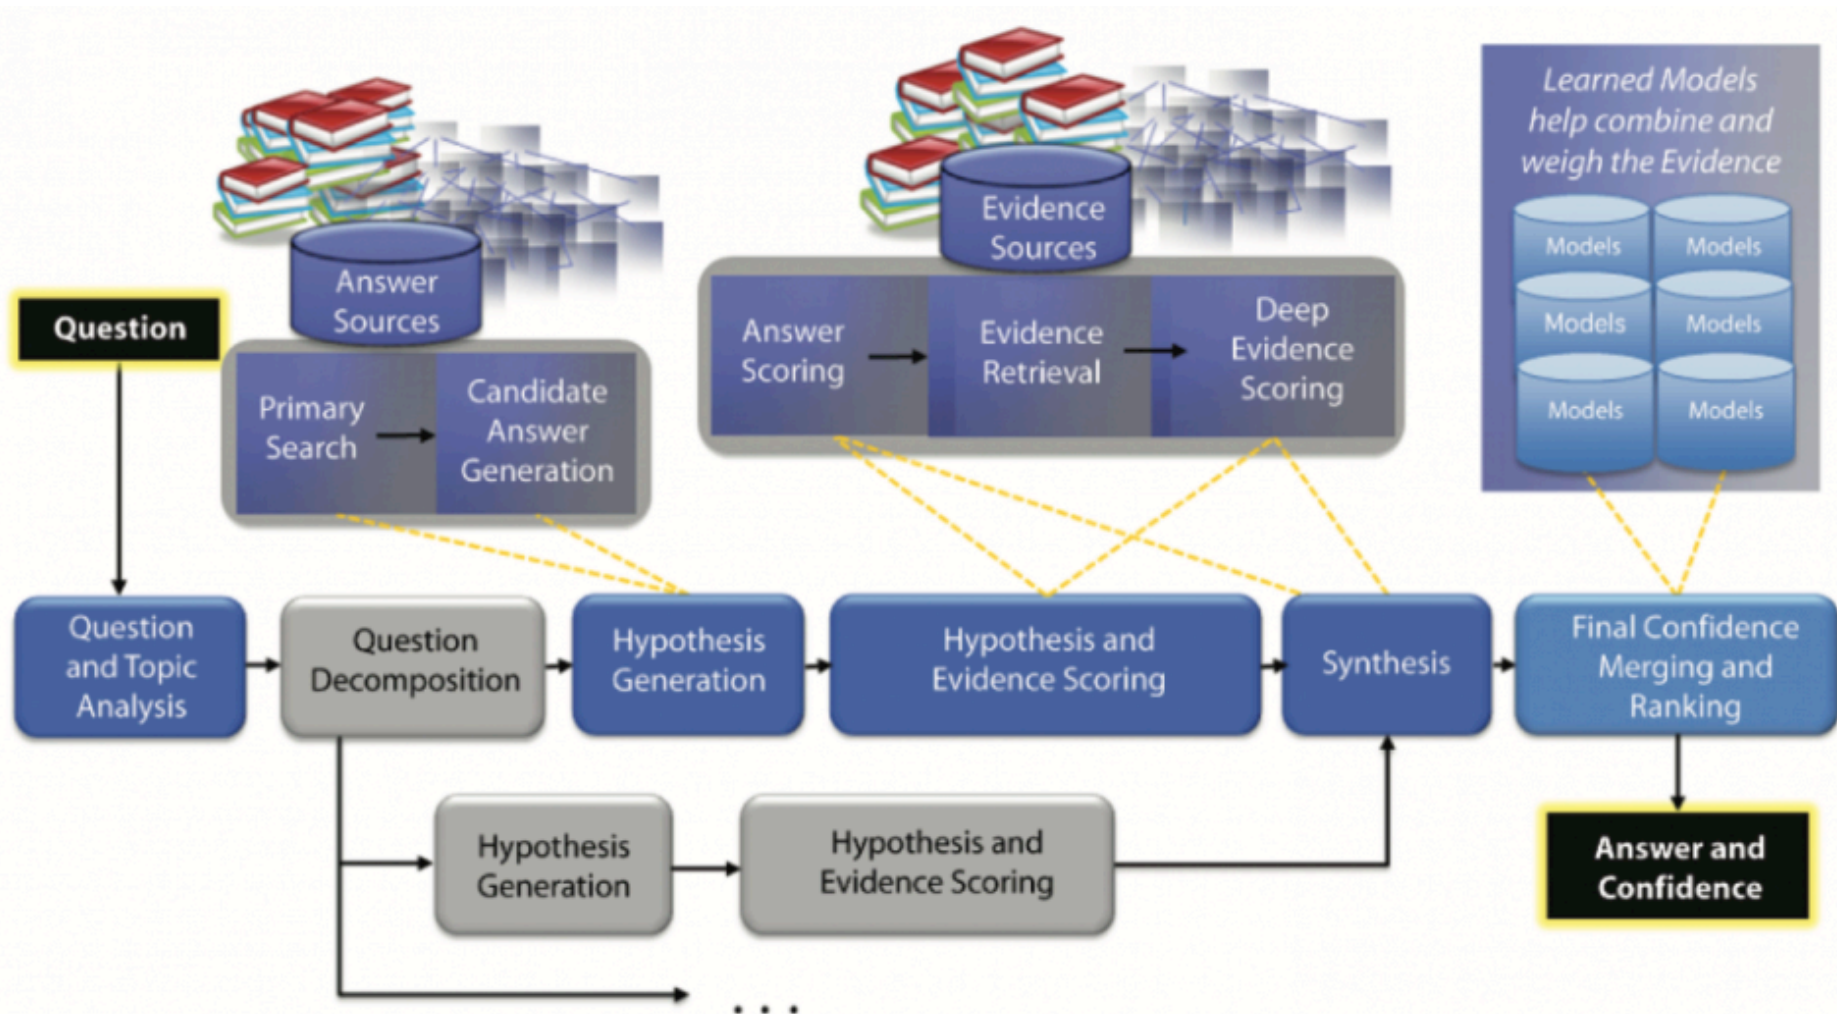 Learned Models
help combine and
weigh the Evidence
Models
Models
Models
Models
Models
Models
Evidence
Sources
Answer
Sources
Question
Answer
Scoring
Evidence
Retrieval
Deep
Evidence
Scoring
Primary
Search
Candidate
Answer
Generation
Question
and Topic
Analysis
Question
Decomposition
Hypothesis
Generation
Hypothesis and
Evidence Scoring
Synthesis
Final Confidence
Merging and
Ranking
Hypothesis
Generation
Hypothesis and
Evidence Scoring
Answer and
Confidence
. . .